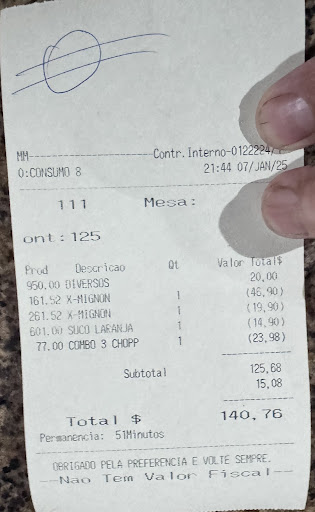 MM--------------------Contr.Interno-0122224/
O:CONSUMO 8 21:44 07/JAN/25
111 Mesa:
ont:125
Prod Descricao Qt Valor Total$
950.00 DIVERSOS 20,00
161.52 X-MIGNON 1 (46,90)
261.52 X-MIGNON 1 (19,90)
601.00 SUCO LARANJA 1 (14,90)
77.00 COMBO 3 CHOPP 1 (23,98)
Subtotal 125,68
15,08
Total $ 140,76
Permanencia: 51Minutos
OBRIGADO PELA PREFERENCIA E VOLTE SEMPRE.
--Nao Tem Valor Fiscal--